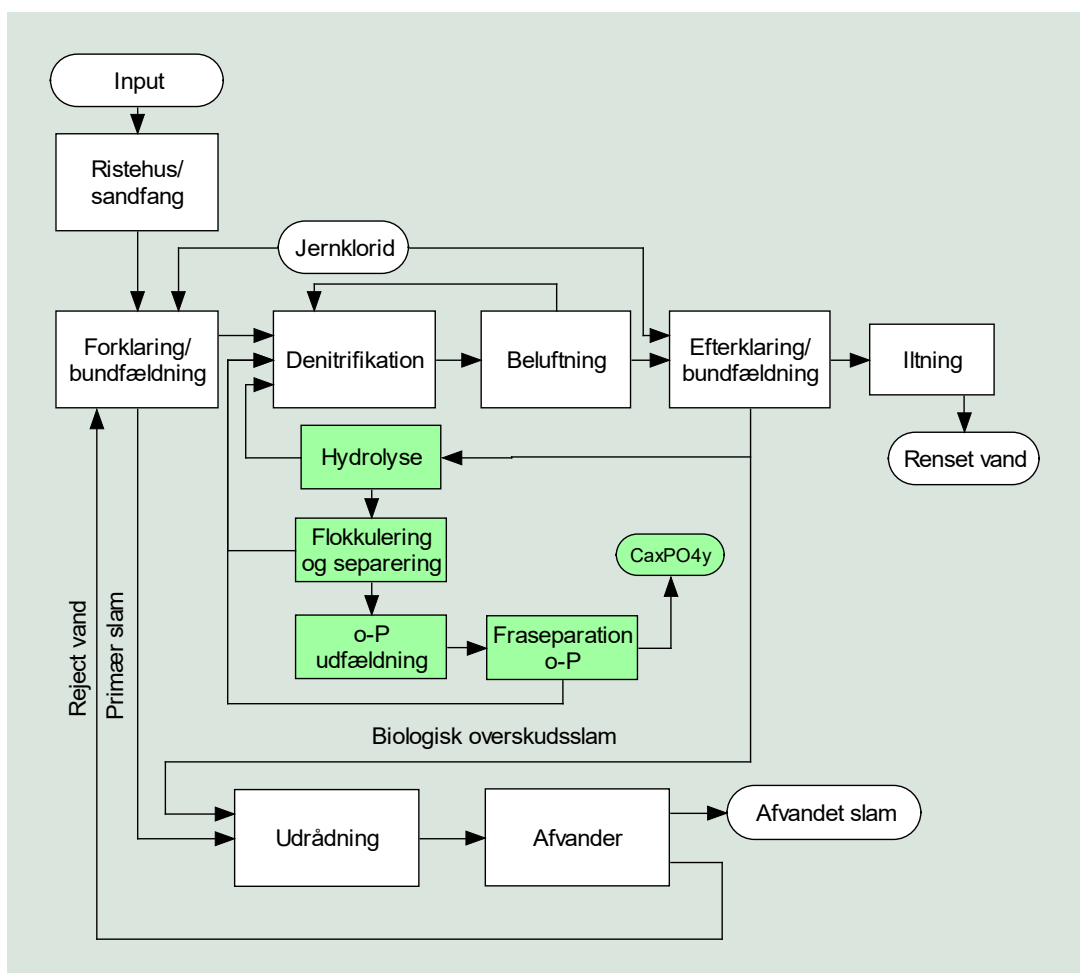 Input
Ristehus/
sandfang
Jernklorid
Forklaring/
bundfældning
Denitrifikation
Beluftning
Efterklaring/
bundfældning
Iltning
Renset vand
Hydrolyse
Flokkulering
og separering
CaxPO4y
o-P
udfældning
Fraseparation
o-P
Reject vand
Primær slam
Biologisk overskudsslam
Udrådning
Afvander
Afvandet slam